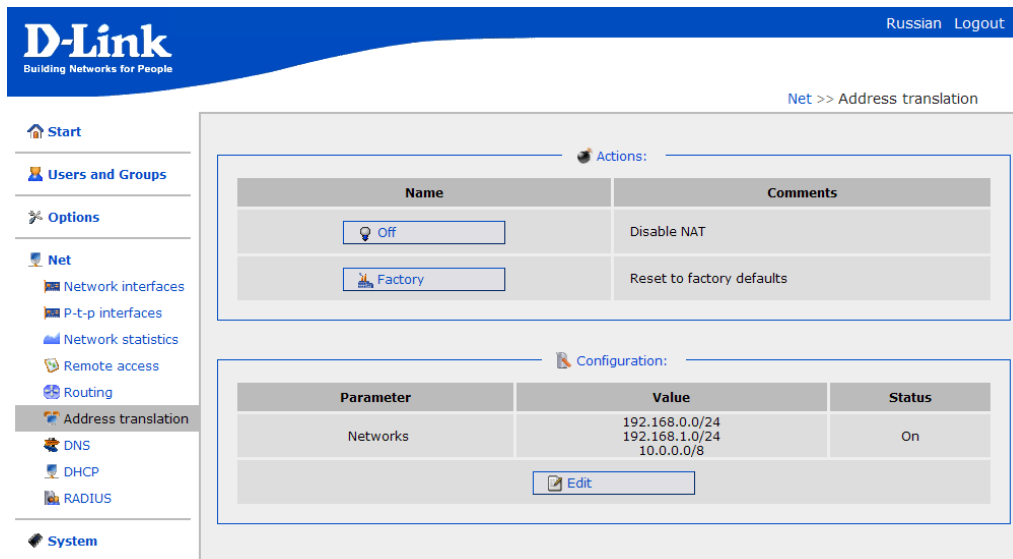 Russian Logout
D-Link
Building Networks for People
Net >> Address translation
Start
Users and Groups
Options
Net
Network interfaces
P-t-p interfaces
Network statistics
Remote access
Routing
Address translation
DNS
DHCP
RADIUS
System
Actions:
Name Comments
Off Disable NAT
Factory Reset to factory defaults
Configuration:
Parameter Value Status
Networks 192.168.0.0/24 On
192.168.1.0/24
10.0.0.0/8
Edit